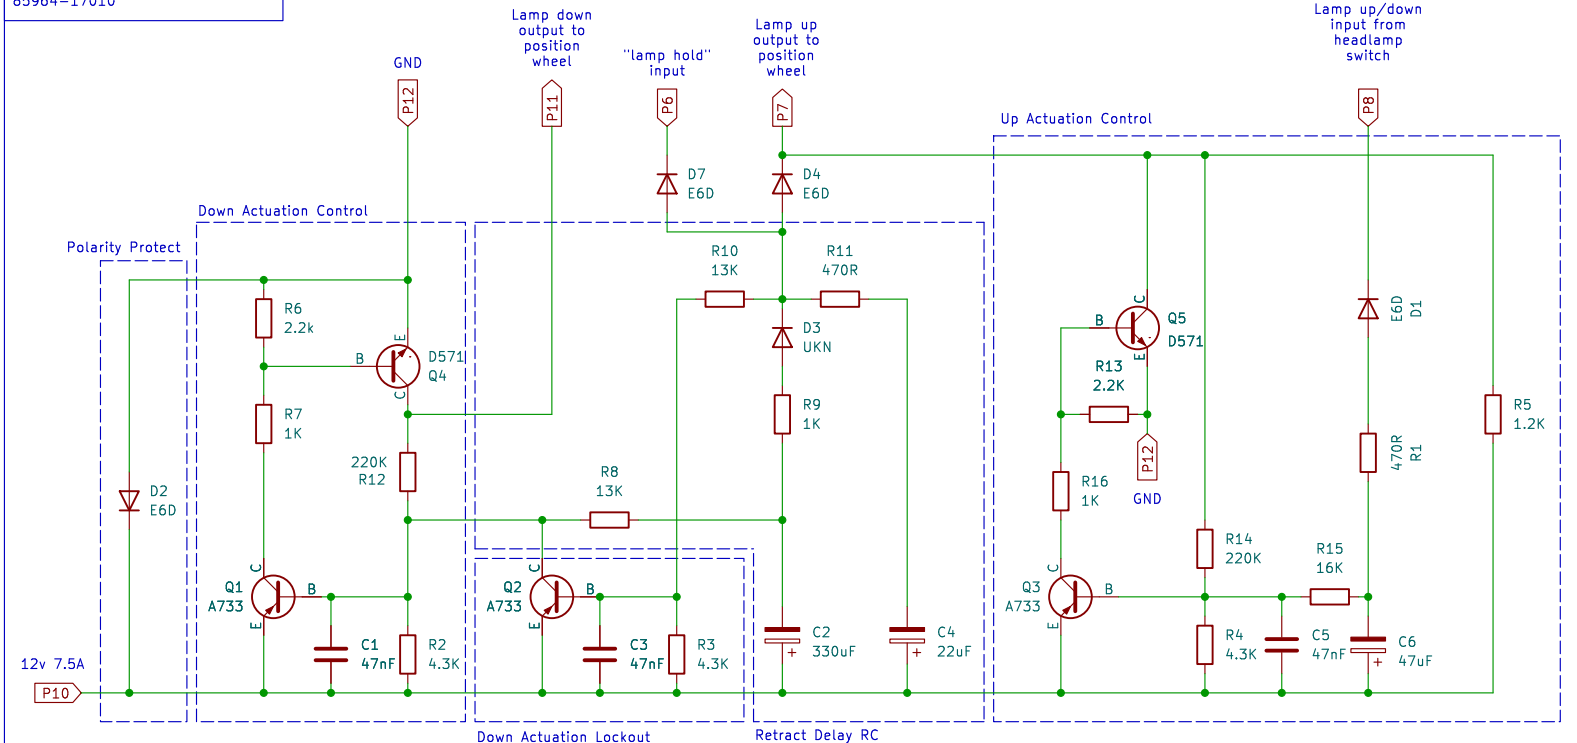 85964-17010
Lamp down
output to
position
wheel
Lamp up
output to
position
wheel
Lamp up/down
input from
headlamp
switch
"lamp hold"
input
GND
P12
P11
P6
P7
P8
Up Actuation Control
D7
E6D
D4
E6D
Down Actuation Control
Polarity Protect
R10
13K
R11
470R
R6
2.2k
D3
UKN
B
C
E
Q5
D571
E6D
D1
E
B
C
D571
Q4
R13
2.2K
R7
1K
R9
1K
R5
1.2K
220K
R12
R8
13K
470R
R1
P12
GND
R16
1K
D2
E6D
R14
220K
R15
16K
Q1
A733
C
B
E
Q2
A733
C
B
E
Q3
A733
C
B
E
C1
47nF
R2
4.3K
C3
47nF
R3
4.3K
C2
330uF
+
C4
22uF
+
R4
4.3K
C5
47nF
C6
47uF
+
12v 7.5A
P10
Down Actuation Lockout
Retract Delay RC